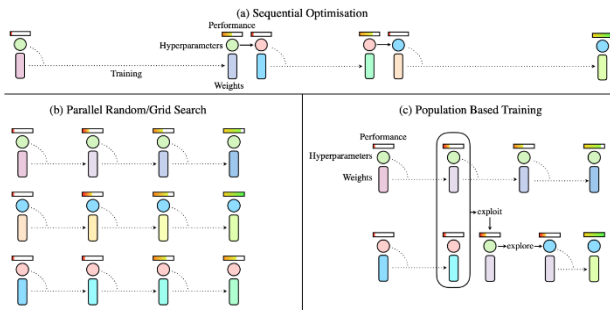 (a) Sequential Optimisation
Performance
Hyperparameters
Training
Weights
(b) Parallel Random/Grid Search
(c) Population Based Training
Performance
Hyperparameters
Weights
exploit
explore